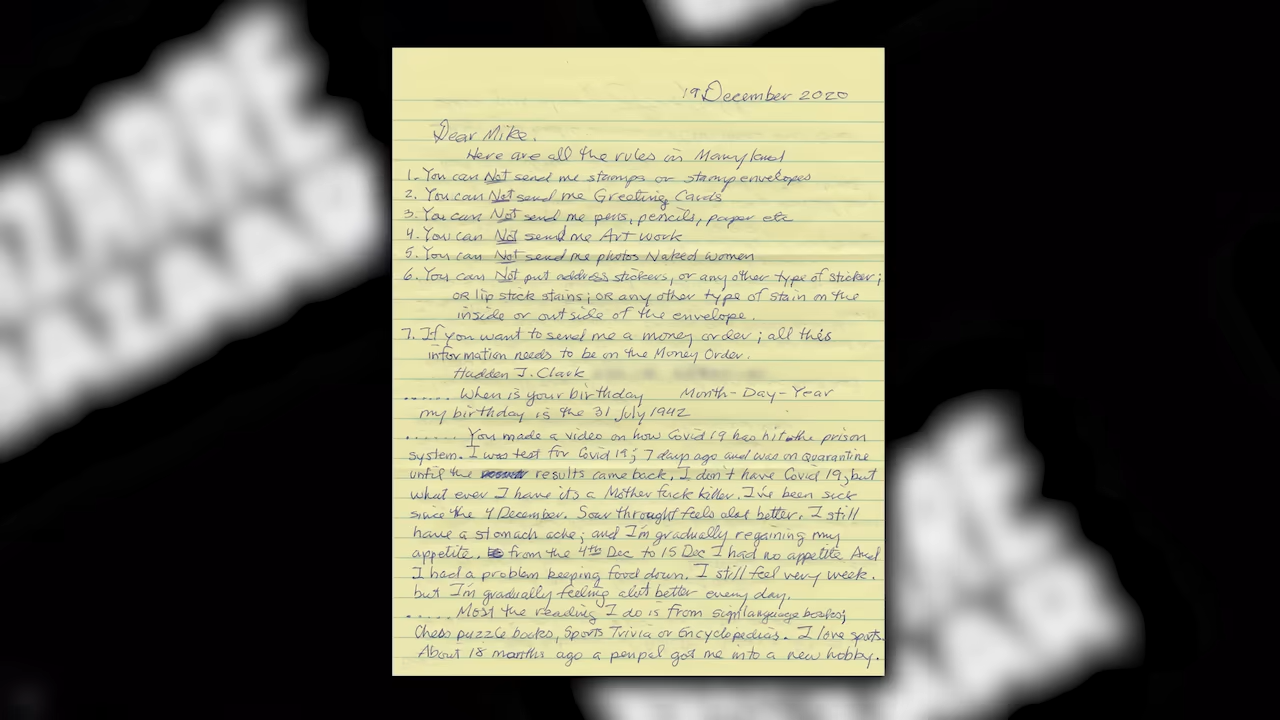 19 December 2020
Dear Mike.
Here are all the rules in Maryland
1. You can Not send me stamps or stamp envelopes
2. You can Not send me Greeting Cards
3. You can Not send me pens, pencils, paper etc
4. You can Not send me Art work
5. You can Not send me photos Naked women
6. You can Not put address stickers, or any other type of sticker;
OR lip stick stains; OR any other type of stain on the
inside or outside of the envelope.
7. If you want to send me a money order; all this
information needs to be on the Money Order.
Hadden J. Clark
...... When is your birthday Month-Day-Year
my birthday is the 31 July 1942
....... You made a video on how Covid 19 has hit the prison
system. I was test for Covid 19; 7 days ago and was on Quarantine
until the results came back. I don't have Covid 19; but
what ever I have its a Mother fuck killer. I've been sick
since the 4 December. Sour throught feels alot better. I still
have a stomach ache; and I'm gradually regaining my
appetite. from the 4th Dec to 15 Dec I had no appetite And
I had a problem keeping food down. I still feel very week.
but I'm gradually feeling alot better every day.
...... Most the reading I do is from sign language books;
Chess puzzle books, Sports Trivia or Encyclopedias. I love sports.
About 18 months ago a penpal got me into a new hobby.